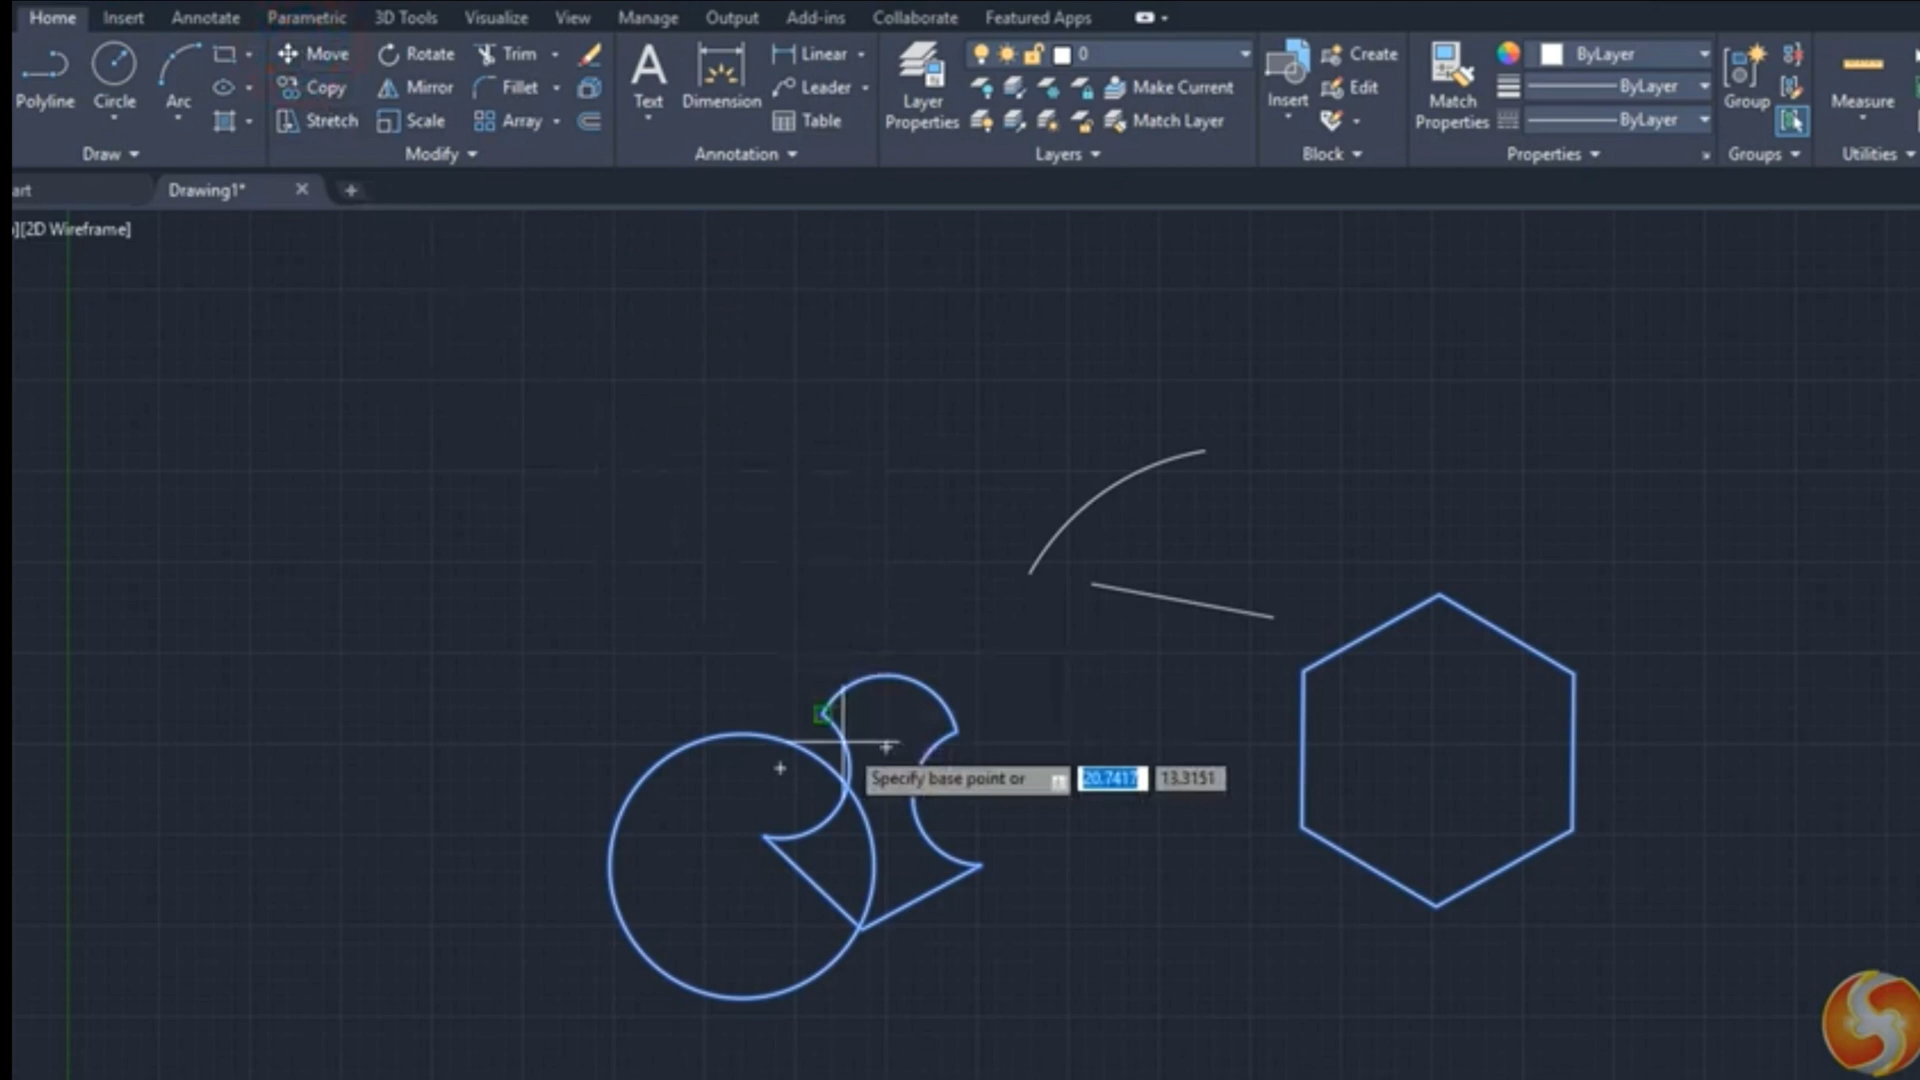 Home Insert Annotate Parametric 3D Tools Visualize View Manage Output Add-ins Collaborate Featured Apps
Move Rotate Trim Linear 0 Create ByLayer
Copy Mirror Fillet Leader Make Current Edit ByLayer
Polyline Circle Arc Text Dimension Layer Properties Insert Match Properties Group Measure
Stretch Scale Array Table Match Layer ByLayer
Draw Modify Annotation Layers Block Properties Groups Utilities
art Drawing1*
][2D Wireframe]
Specify base point or 20.7417 13.3151